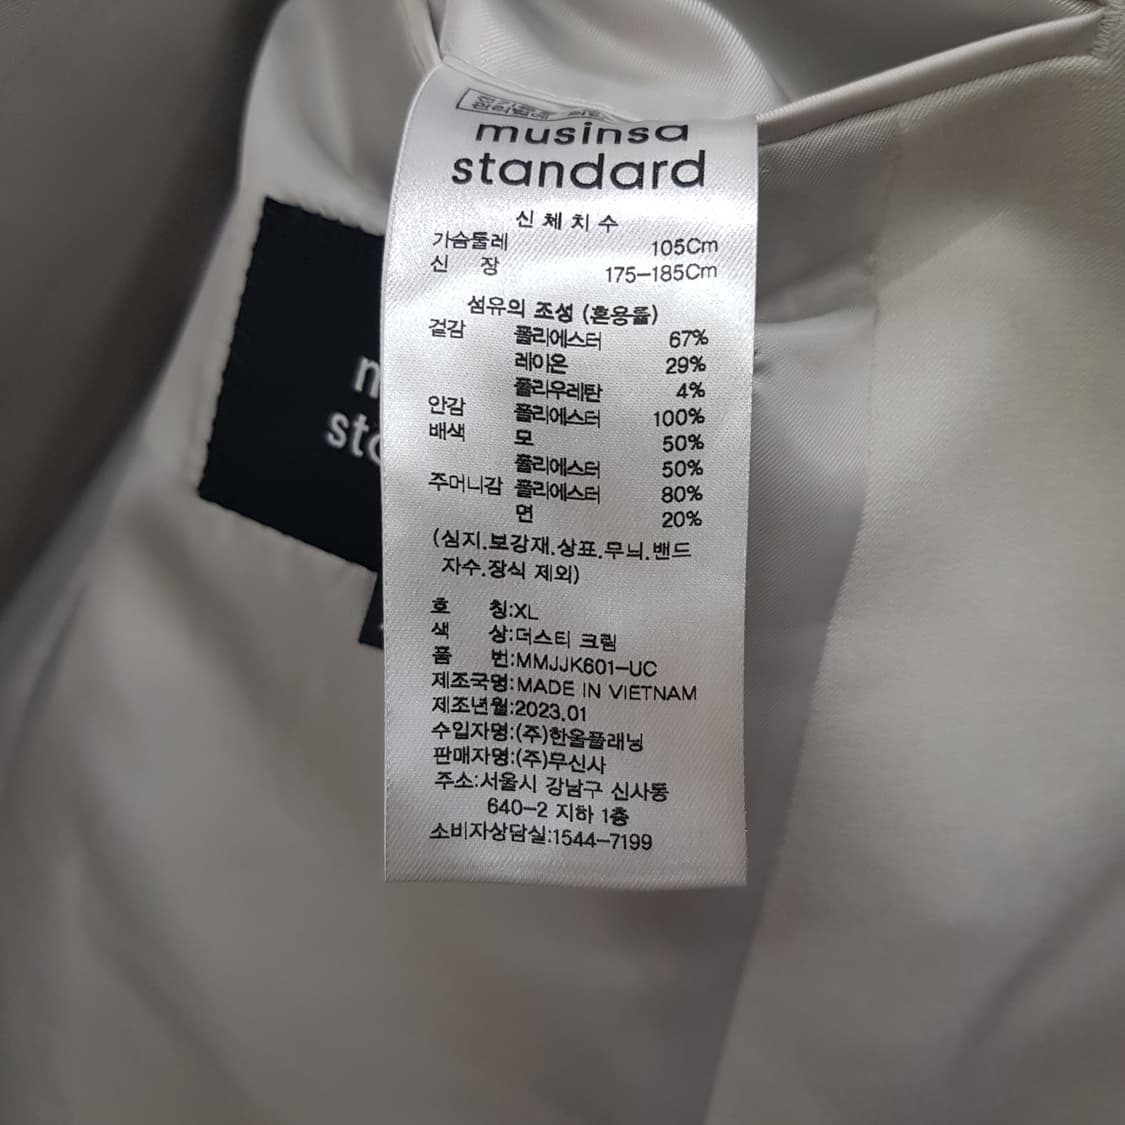 musinsa
standard
신체치수
가슴둘레 105Cm
신 장 175-185Cm
섬유의 조성 (혼용률)
겉감 폴리에스터 67%
레이온 29%
폴리우레탄 4%
안감 폴리에스터 100%
배색 모 50%
폴리에스터 50%
주머니감 폴리에스터 80%
면 20%
(심지.보강재.상표.무늬.밴드
자수.장식 제외)
호 칭:XL
색 상:더스티 크림
품 번:MMJJK601-UC
제조국명:MADE IN VIETNAM
제조년월:2023.01
수입자명:(주)한올플래닝
판매자명:(주)무신사
주소:서울시 강남구 신사동
640-2 지하 1층
소비자상담실:1544-7199